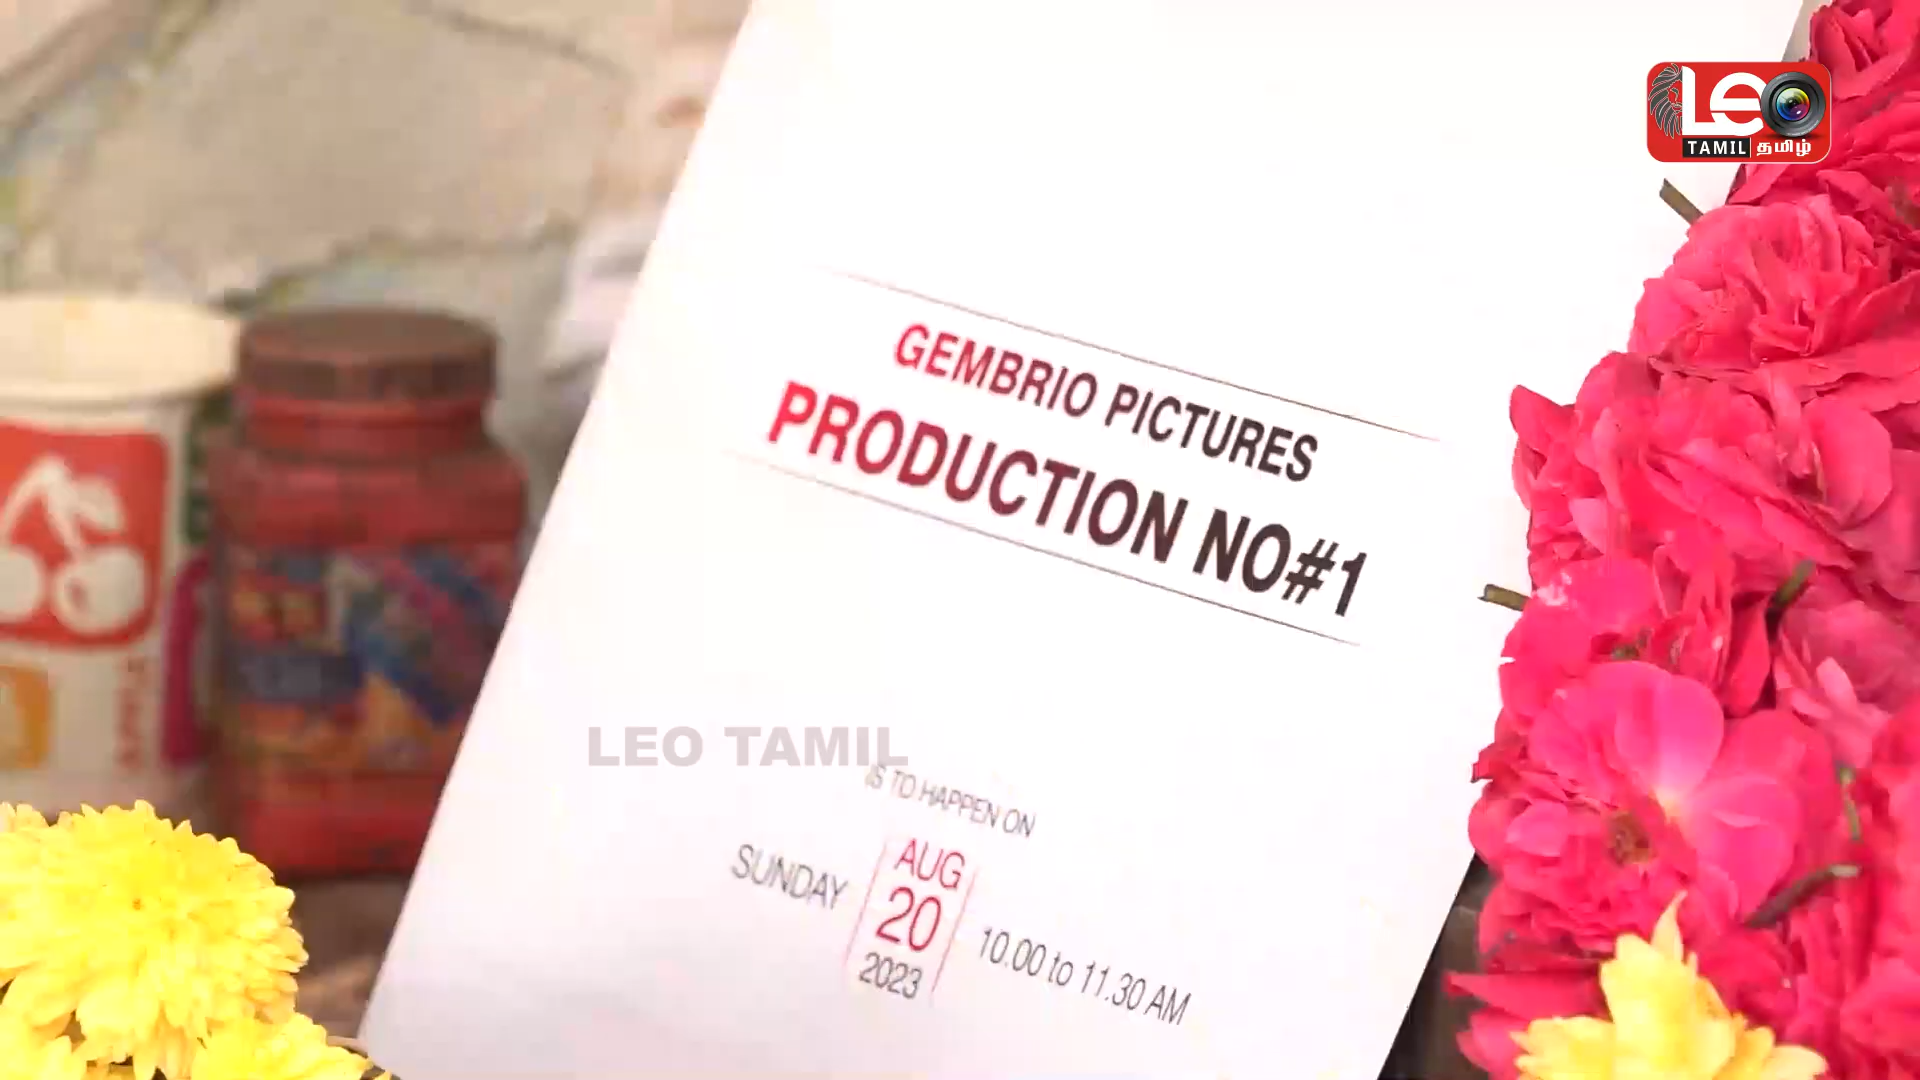 Leo
TAMIL தமிழ்
GEMBRIO PICTURES
PRODUCTION NO#1
LEO TAMIL
IS TO HAPPEN ON
SUNDAY
AUG
20
2023
10.00 to 11.30 AM